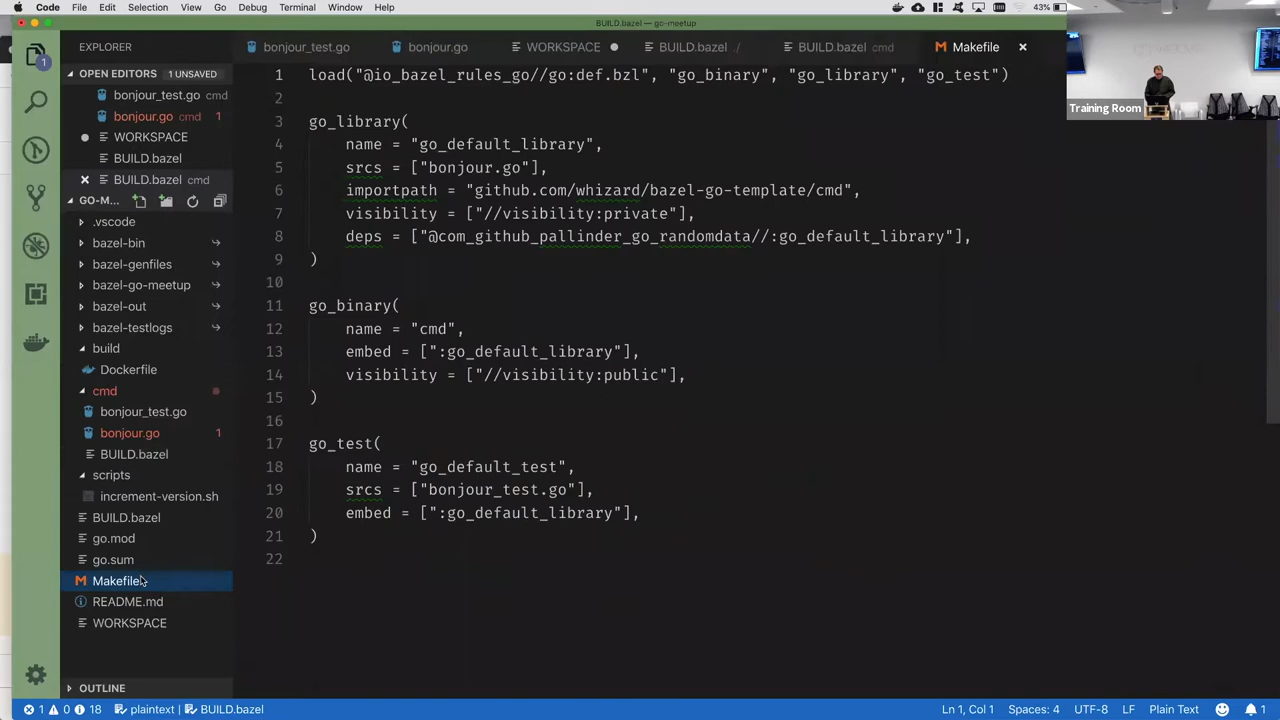 Code File Edit Selection View Go Debug Terminal Window Help 43%
BUILD.bazel — go-meetup
EXPLORER
bonjour_test.go bonjour.go WORKSPACE BUILD.bazel / BUILD.bazel cmd Makefile
OPEN EDITORS 1 UNSAVED
bonjour_test.go cmd
bonjour.go cmd 1
WORKSPACE
BUILD.bazel
BUILD.bazel cmd
GO-M...
.vscode
bazel-bin
bazel-genfiles
bazel-go-meetup
bazel-out
bazel-testlogs
build
Dockerfile
cmd
bonjour_test.go
bonjour.go 1
BUILD.bazel
scripts
increment-version.sh
BUILD.bazel
go.mod
go.sum
Makefile
README.md
WORKSPACE
OUTLINE
1
1 load("@io_bazel_rules_go//go:def.bzl", "go_binary", "go_library", "go_test")
2
3 go_library(
4 name = "go_default_library",
5 srcs = ["bonjour.go"],
6 importpath = "github.com/whizard/bazel-go-template/cmd",
7 visibility = ["//visibility:private"],
8 deps = ["@com_github_pallinder_go_randomdata//:go_default_library"],
9 )
10
11 go_binary(
12 name = "cmd",
13 embed = [":go_default_library"],
14 visibility = ["//visibility:public"],
15 )
16
17 go_test(
18 name = "go_default_test",
19 srcs = ["bonjour_test.go"],
20 embed = [":go_default_library"],
21 )
22
Training Room
1 0 18 plaintext | BUILD.bazel Ln 1, Col 1 Spaces: 4 UTF-8 LF Plain Text 1